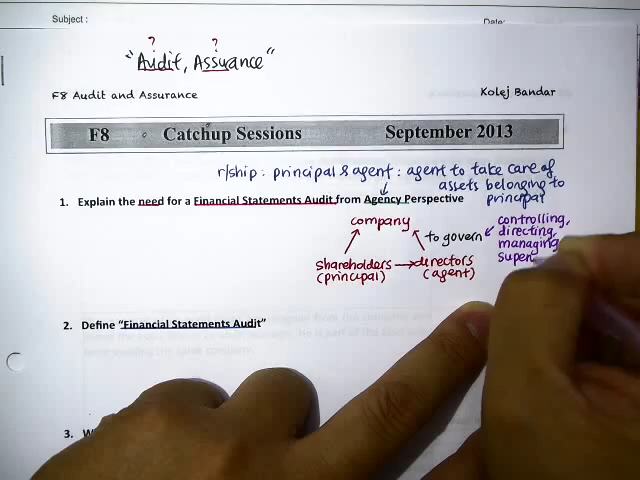 Subject :
Date:
? ?
"Audit, Assurance"
F8 Audit and Assurance
Kolej Bandar
F8 Catchup Sessions September 2013
r/ship : principal & agent : agent to take care of
assets belonging to
principal
1. Explain the need for a Financial Statements Audit from Agency Perspective
company
controlling,
directing,
managing
super
to govern
shareholders → directors
(principal) (agent)
2. Define "Financial Statements Audit"
3. W